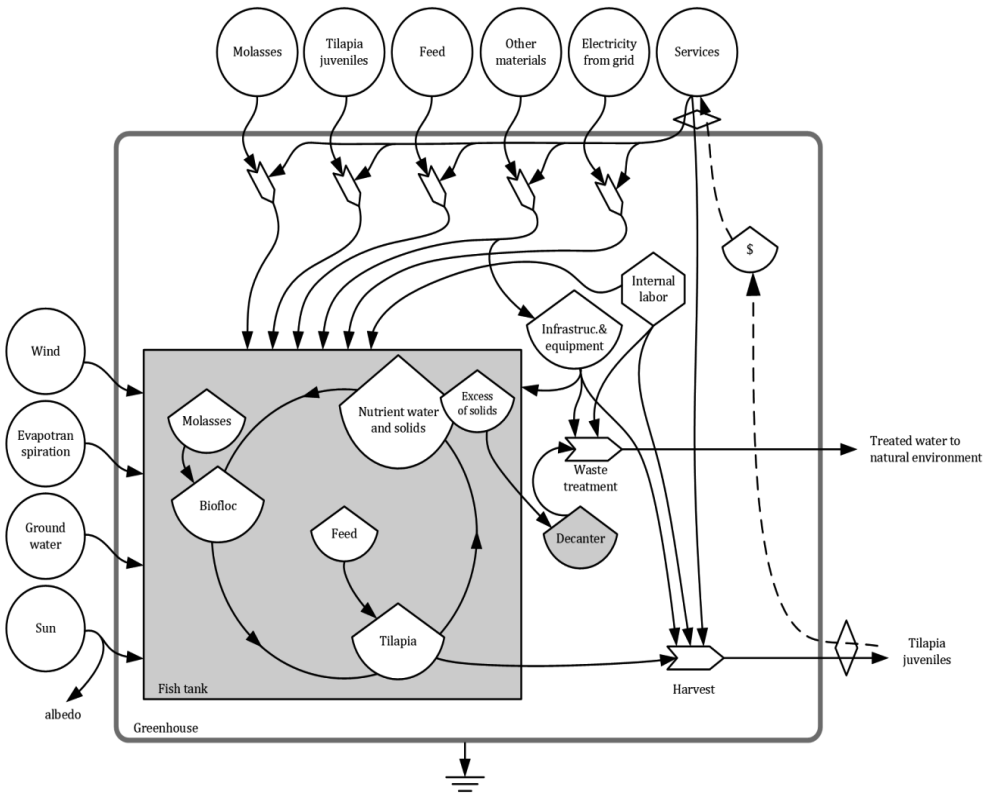 Molasses
Tilapia
juveniles
Feed
Other
materials
Electricity
from grid
Services
$
Internal
labor
Infrastruc.&
equipment
Wind
Evapotran
spiration
Ground
water
Sun
albedo
Molasses
Nutrient water
and solids
Excess
of solids
Biofloc
Feed
Tilapia
Fish tank
Waste
treatment
Decanter
Treated water to
natural environment
Harvest
Tilapia
juveniles
Greenhouse